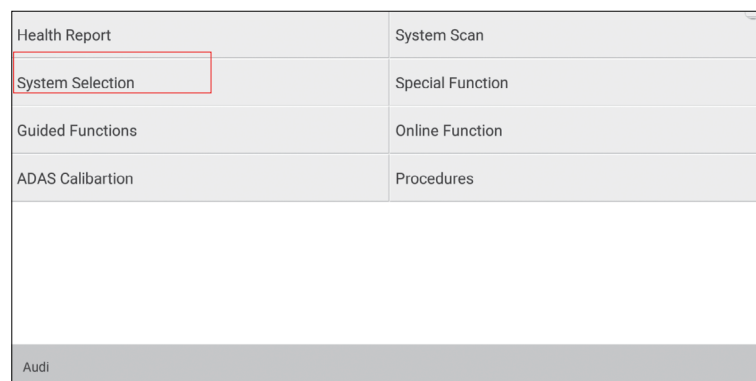 Health Report
System Scan
System Selection
Special Function
Guided Functions
Online Function
ADAS Calibartion
Procedures
Audi